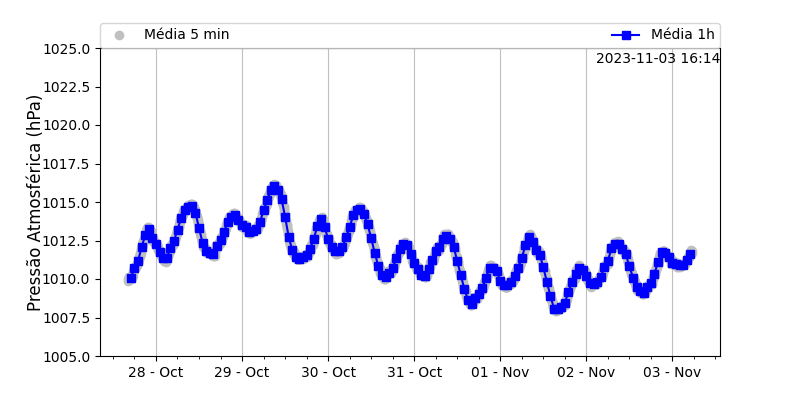 Média 5 min
Média 1h
2023-11-03 16:14
Pressão Atmosférica (hPa)
1025.0
1022.5
1020.0
1017.5
1015.0
1012.5
1010.0
1007.5
1005.0
28 - Oct
29 - Oct
30 - Oct
31 - Oct
01 - Nov
02 - Nov
03 - Nov